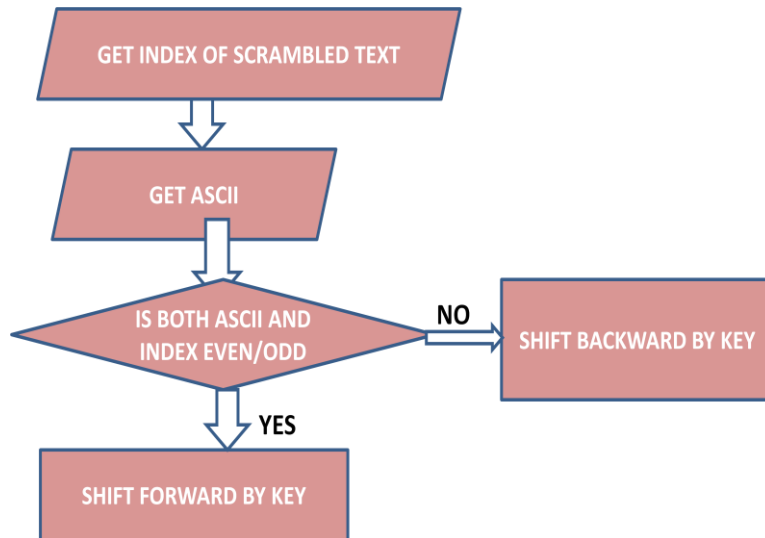 GET INDEX OF SCRAMBLED TEXT
GET ASCII
IS BOTH ASCII AND
INDEX EVEN/ODD
NO
SHIFT BACKWARD BY KEY
YES
SHIFT FORWARD BY KEY